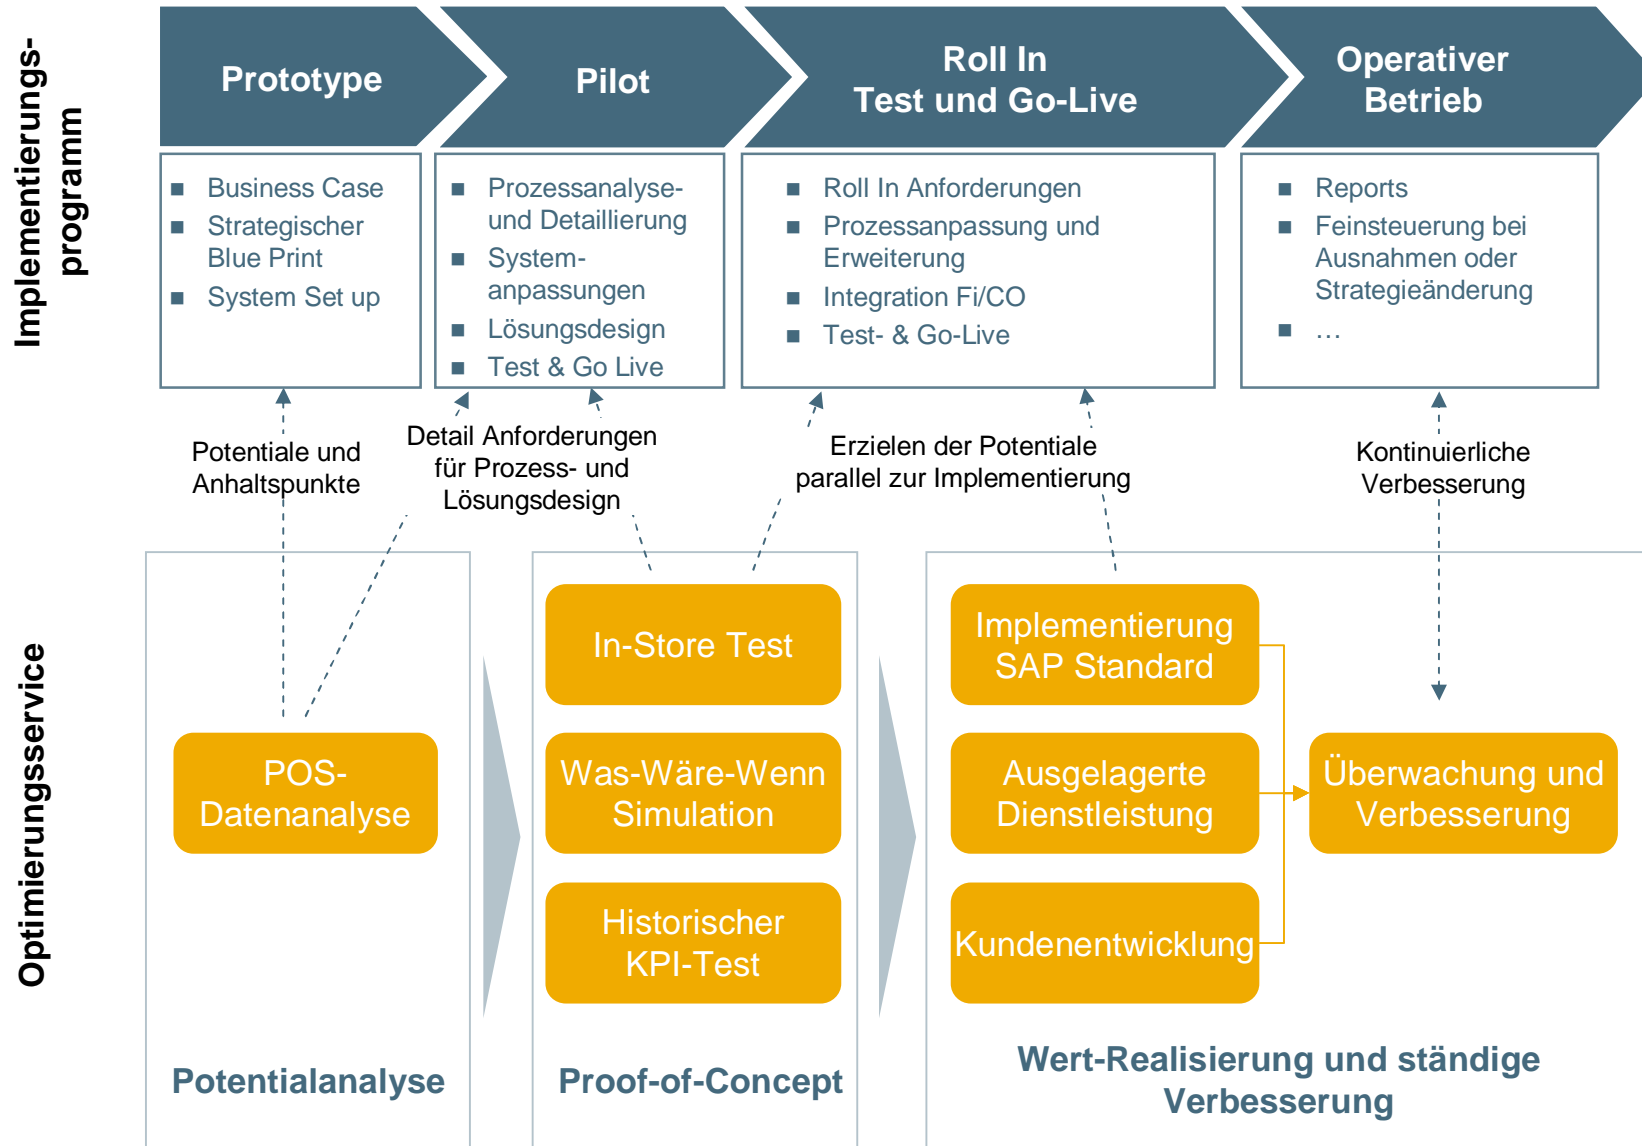 Implementierungs-
programm
Prototype
Pilot
Roll In
Test und Go-Live
Operativer
Betrieb
Business Case
Strategischer
Blue Print
System Set up
Prozessanalyse-
und Detaillierung
System-
anpassungen
Lösungsdesign
Test & Go Live
Roll In Anforderungen
Prozessanpassung und
Erweiterung
Integration Fi/CO
Test- & Go-Live
Reports
Feinsteuerung bei
Ausnahmen oder
Strategieänderung
…
Potentiale und
Anhaltspunkte
Detail Anforderungen
für Prozess- und
Lösungsdesign
Erzielen der Potentiale
parallel zur Implementierung
Kontinuierliche
Verbesserung
Optimierungsservice
POS-
Datenanalyse
Potentialanalyse
In-Store Test
Was-Wäre-Wenn
Simulation
Historischer
KPI-Test
Proof-of-Concept
Implementierung
SAP Standard
Ausgelagerte
Dienstleistung
Kundenentwicklung
Überwachung und
Verbesserung
Wert-Realisierung und ständige
Verbesserung